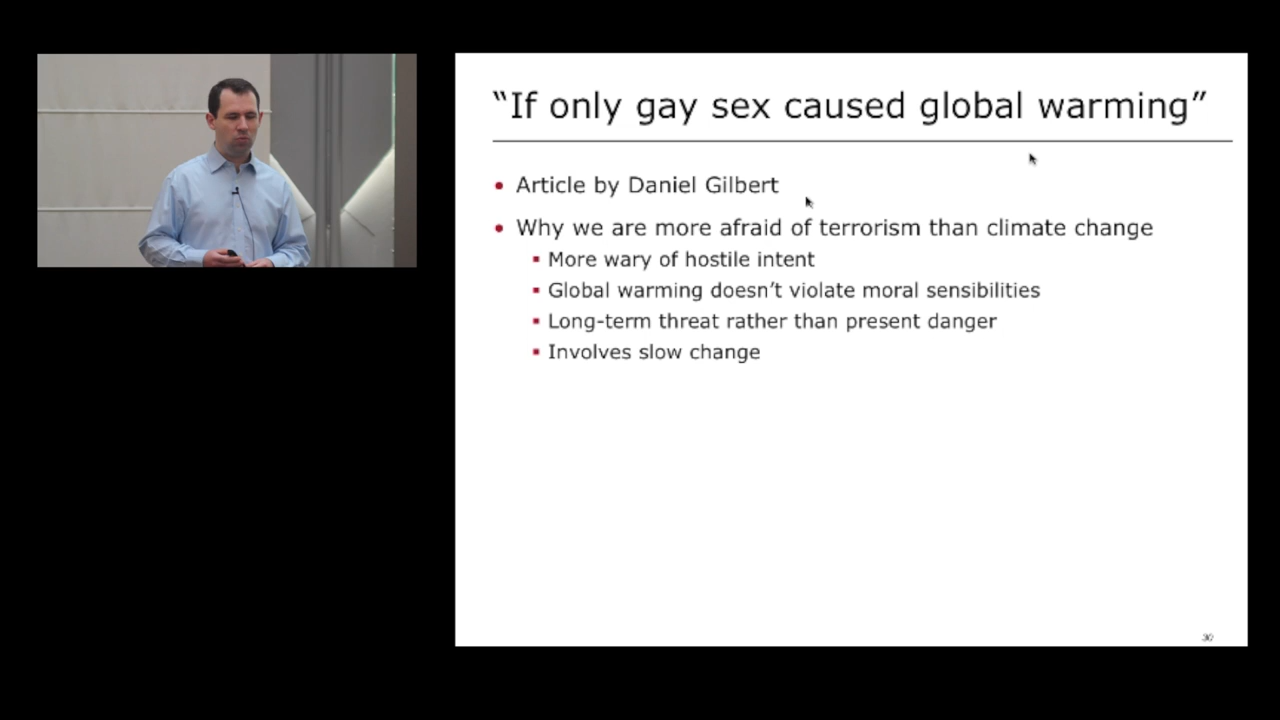 “If only gay sex caused global warming”
• Article by Daniel Gilbert
• Why we are more afraid of terrorism than climate change
▪ More wary of hostile intent
▪ Global warming doesn’t violate moral sensibilities
▪ Long-term threat rather than present danger
▪ Involves slow change
30